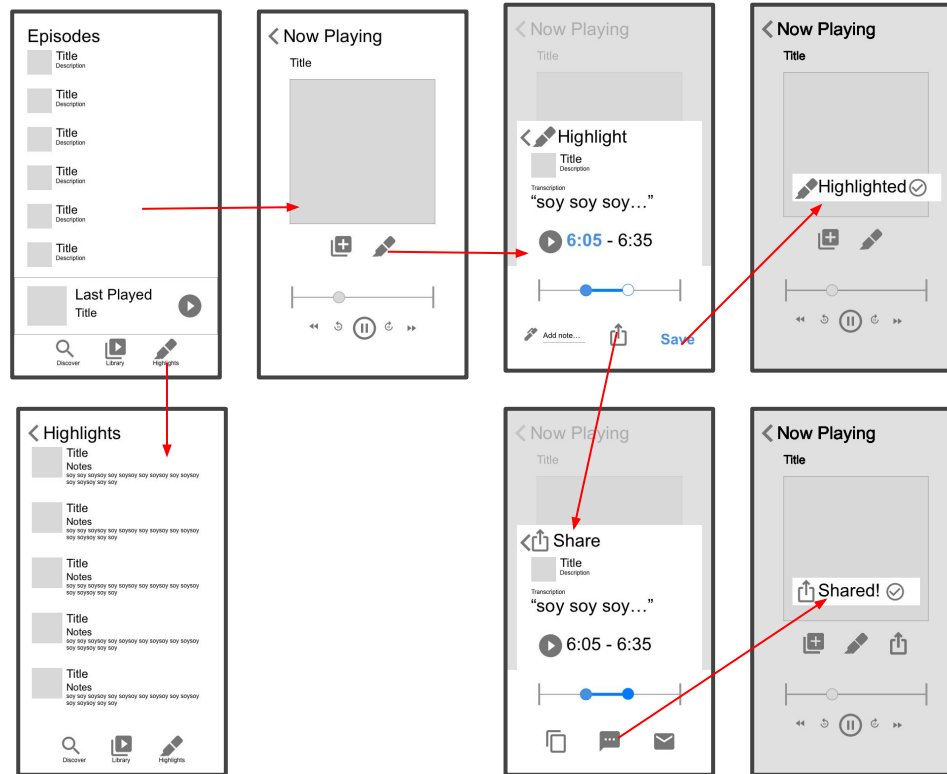 Episodes
Title
Description
Title
Description
Title
Description
Title
Description
Title
Description
Title
Description
Last Played
Title
Discover
Library
Highlights
Now Playing
Title
Now Playing
Title
Highlight
Title
Description
Transcription
“soy soy soy…”
6:05 - 6:35
Add note…
Save
Now Playing
Title
Highlighted
Highlights
Title
Notes
soy soy soysoy soy soysoy soy soysoy soy soysoy
soy soysoy soy soy
Title
Notes
soy soy soysoy soy soysoy soy soysoy soy soysoy
soy soysoy soy soy
Title
Notes
soy soy soysoy soy soysoy soy soysoy soy soysoy
soy soysoy soy soy
Title
Notes
soy soy soysoy soy soysoy soy soysoy soy soysoy
soy soysoy soy soy
Title
Notes
soy soy soysoy soy soysoy soy soysoy soy soysoy
soy soysoy soy soy
Discover
Library
Highlights
Now Playing
Title
Share
Title
Description
Transcription
“soy soy soy…”
6:05 - 6:35
Now Playing
Title
Shared!